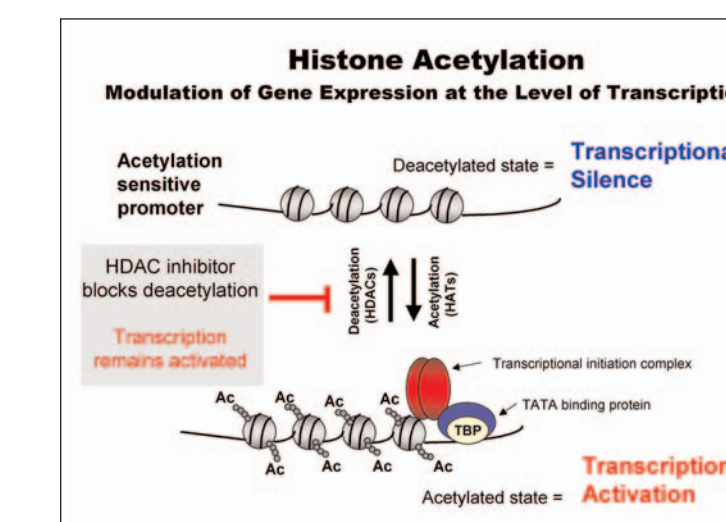 Histone Acetylation
Modulation of Gene Expression at the Level of Transcripti
Acetylation
sensitive
promoter
Deacetylated state =
Transcriptiona
Silence
HDAC inhibitor
blocks deacetylation
Transcription
remains activated
Deacetylation
(HDACs)
Acetylation
(HATs)
Transcriptional initiation complex
TATA binding protein
TBP
Ac
Ac
Ac
Ac
Ac
Ac
Ac
Ac
Acetylated state =
Transcription
Activation